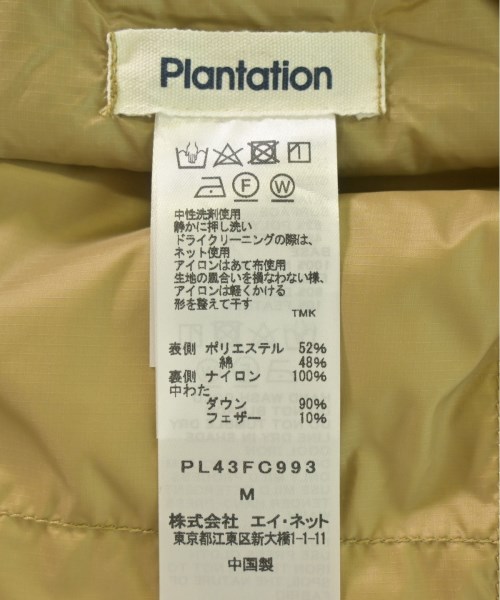 Plantation
F
W
中性洗剤使用
静かに押し洗い
ドライクリーニングの際は、
ネット使用
アイロンはあて布使用
生地の風合いを損なわない様、
アイロンは軽くかける
形を整えて干す
TMK
表側 ポリエステル 52%
綿 48%
裏側 ナイロン 100%
中わた
ダウン 90%
フェザー 10%
PL43FC993
M
株式会社 エイ・ネット
東京都江東区新大橋1-1-11
中国製